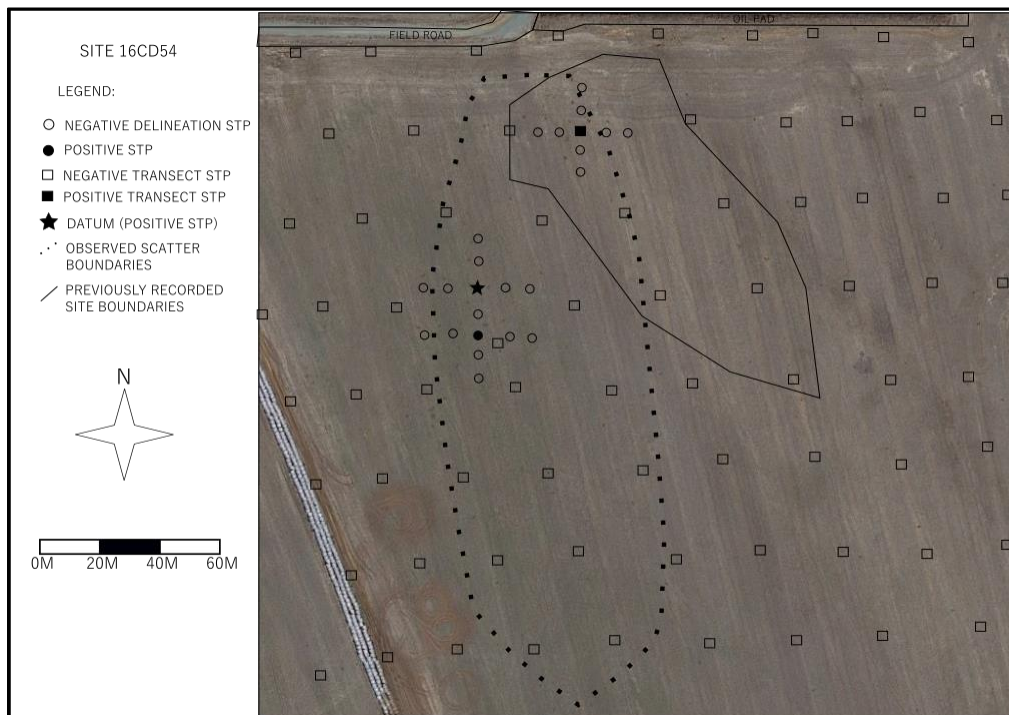 SITE 16CD54
LEGEND:
NEGATIVE DELINEATION STP
POSITIVE STP
NEGATIVE TRANSECT STP
POSITIVE TRANSECT STP
DATUM (POSITIVE STP)
OBSERVED SCATTER
BOUNDARIES
PREVIOUSLY RECORDED
SITE BOUNDARIES
N
0M 20M 40M 60M
FIELD ROAD
OIL PAD